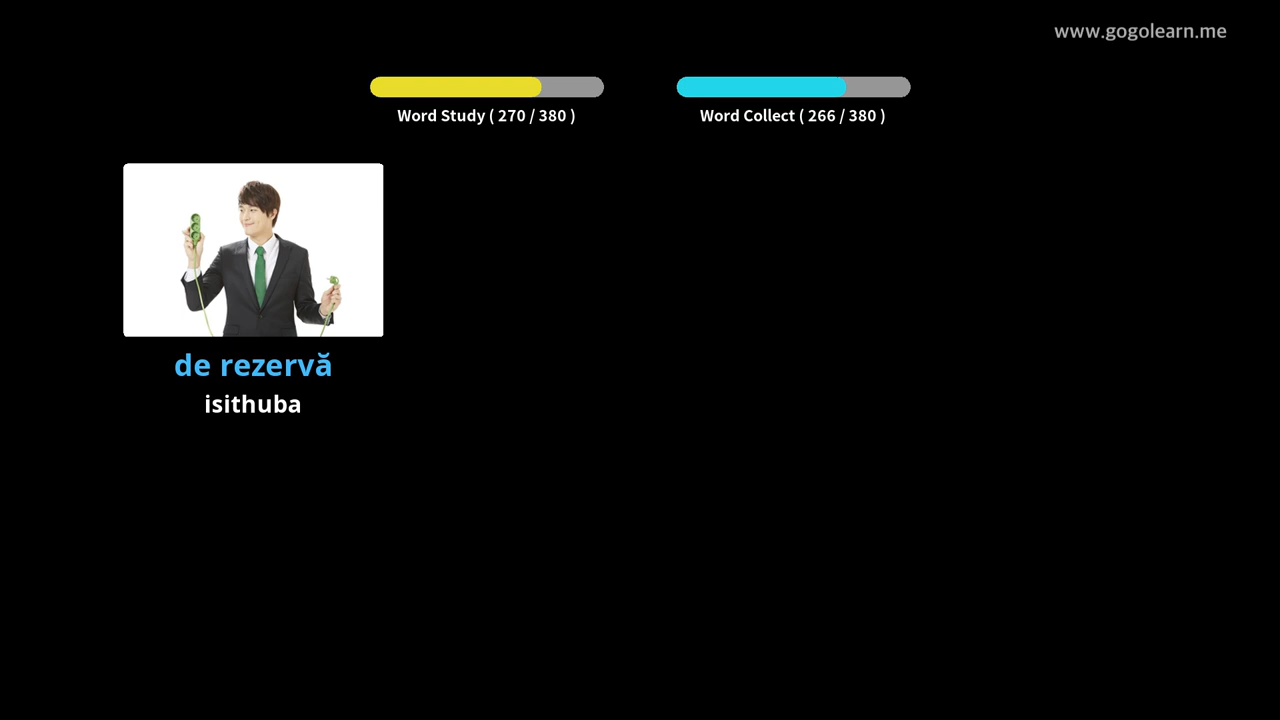 www.gogolearn.me
Word Study ( 270 / 380 )
Word Collect ( 266 / 380 )
de rezervă
isithuba